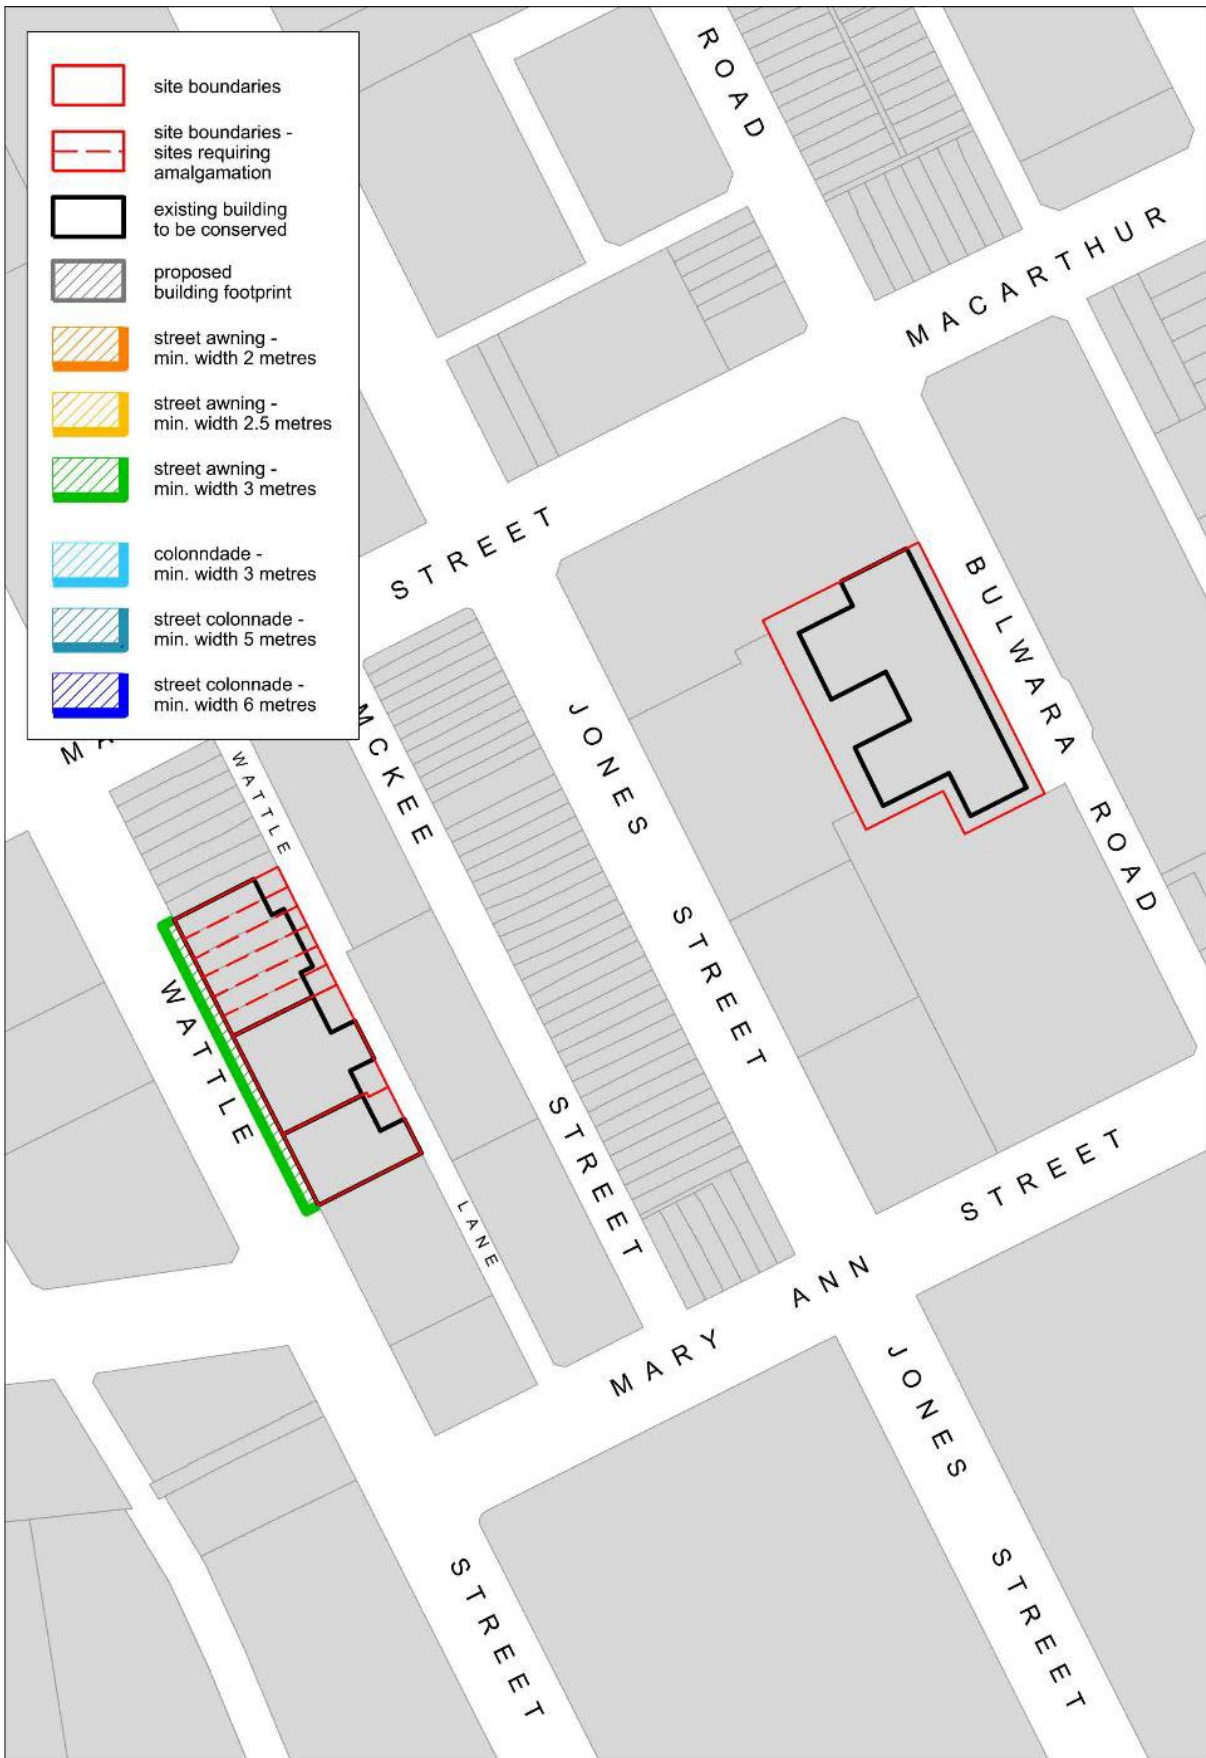 site boundaries
site boundaries -
sites requiring
amalgamation
existing building
to be conserved
proposed
building footprint
street awning -
min. width 2 metres
street awning -
min. width 2.5 metres
street awning -
min. width 3 metres
colonndade -
min. width 3 metres
street colonnade -
min. width 5 metres
street colonnade -
min. width 6 metres
ROAD
MACARTHUR
STREET
BULWARA
ROAD
JONES
STREET
MCKEE
STREET
WATTLE
LANE
MA
WATTLE
STREET
MARY ANN STREET
JONES
STREET